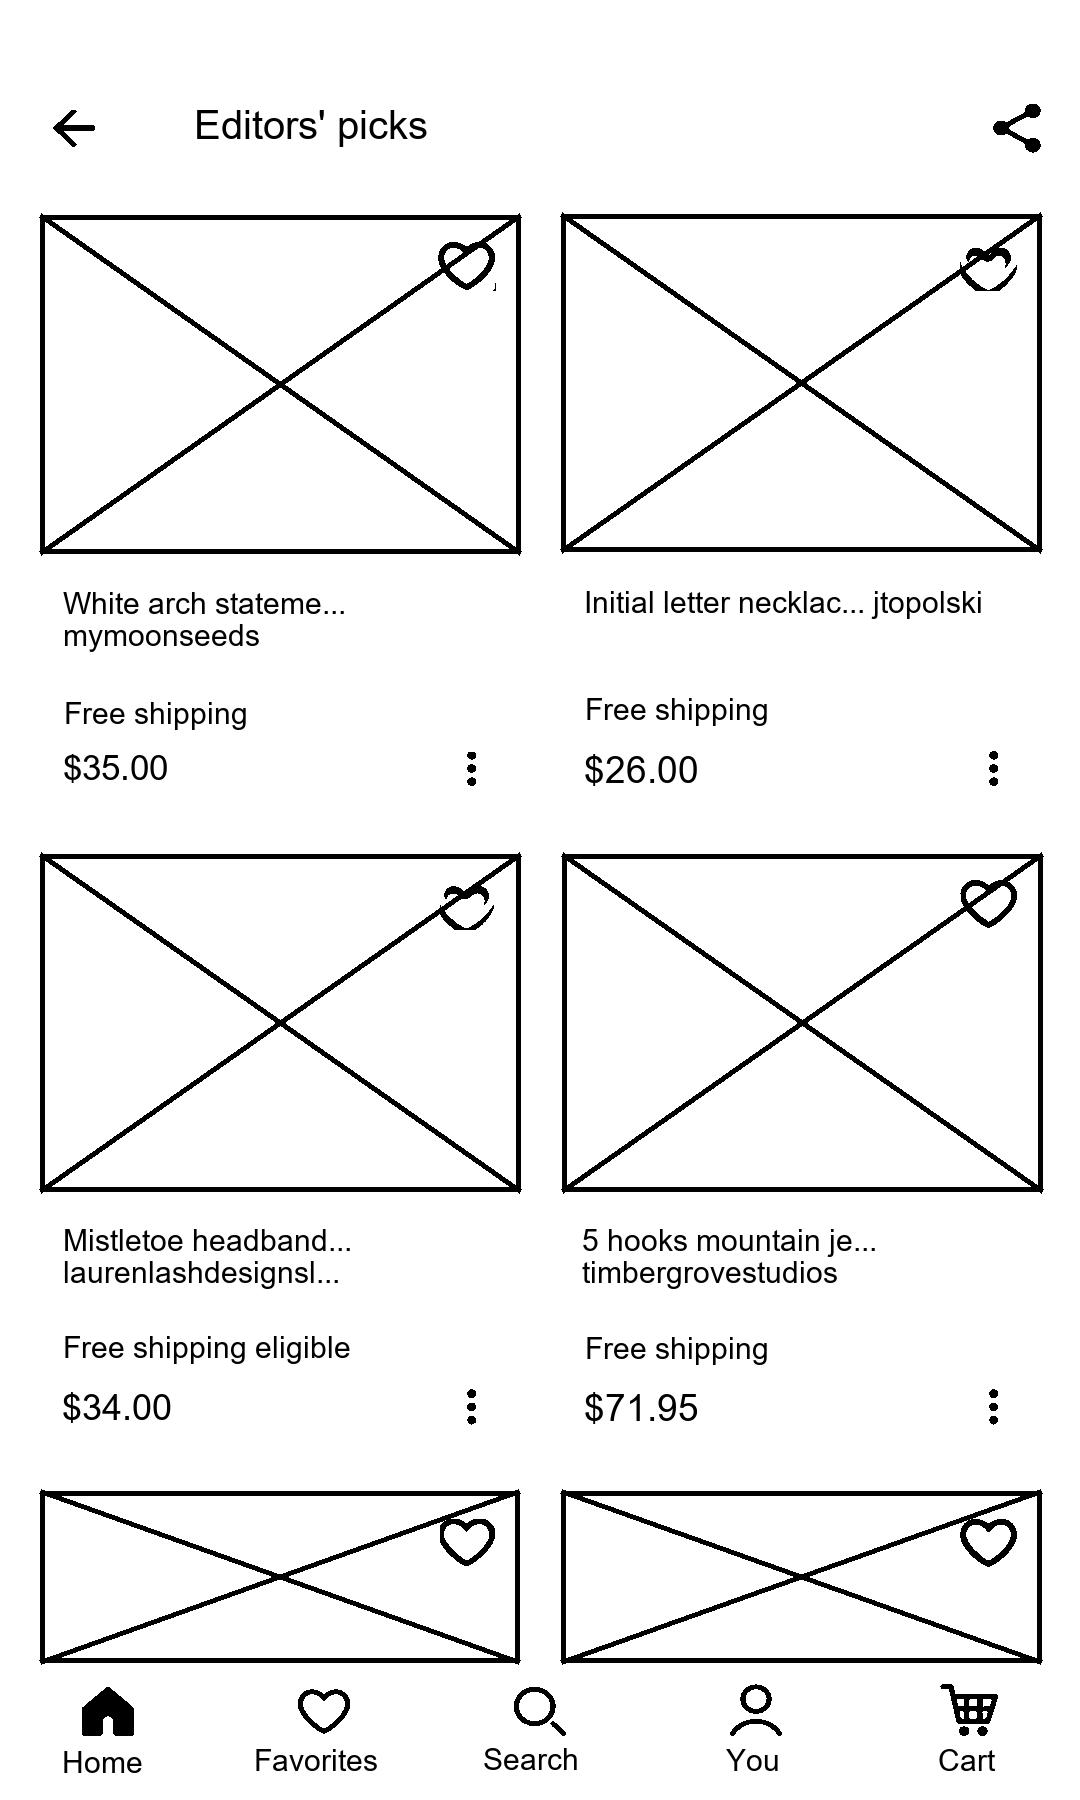 Editors' picks
White arch stateme...
mymoonseeds
Free shipping
$35.00
Initial letter necklac... jtopolski
Free shipping
$26.00
Mistletoe headband...
laurenlashdesignsl...
Free shipping eligible
$34.00
5 hooks mountain je...
timbergrovestudios
Free shipping
$71.95
Home
Favorites
Search
You
Cart